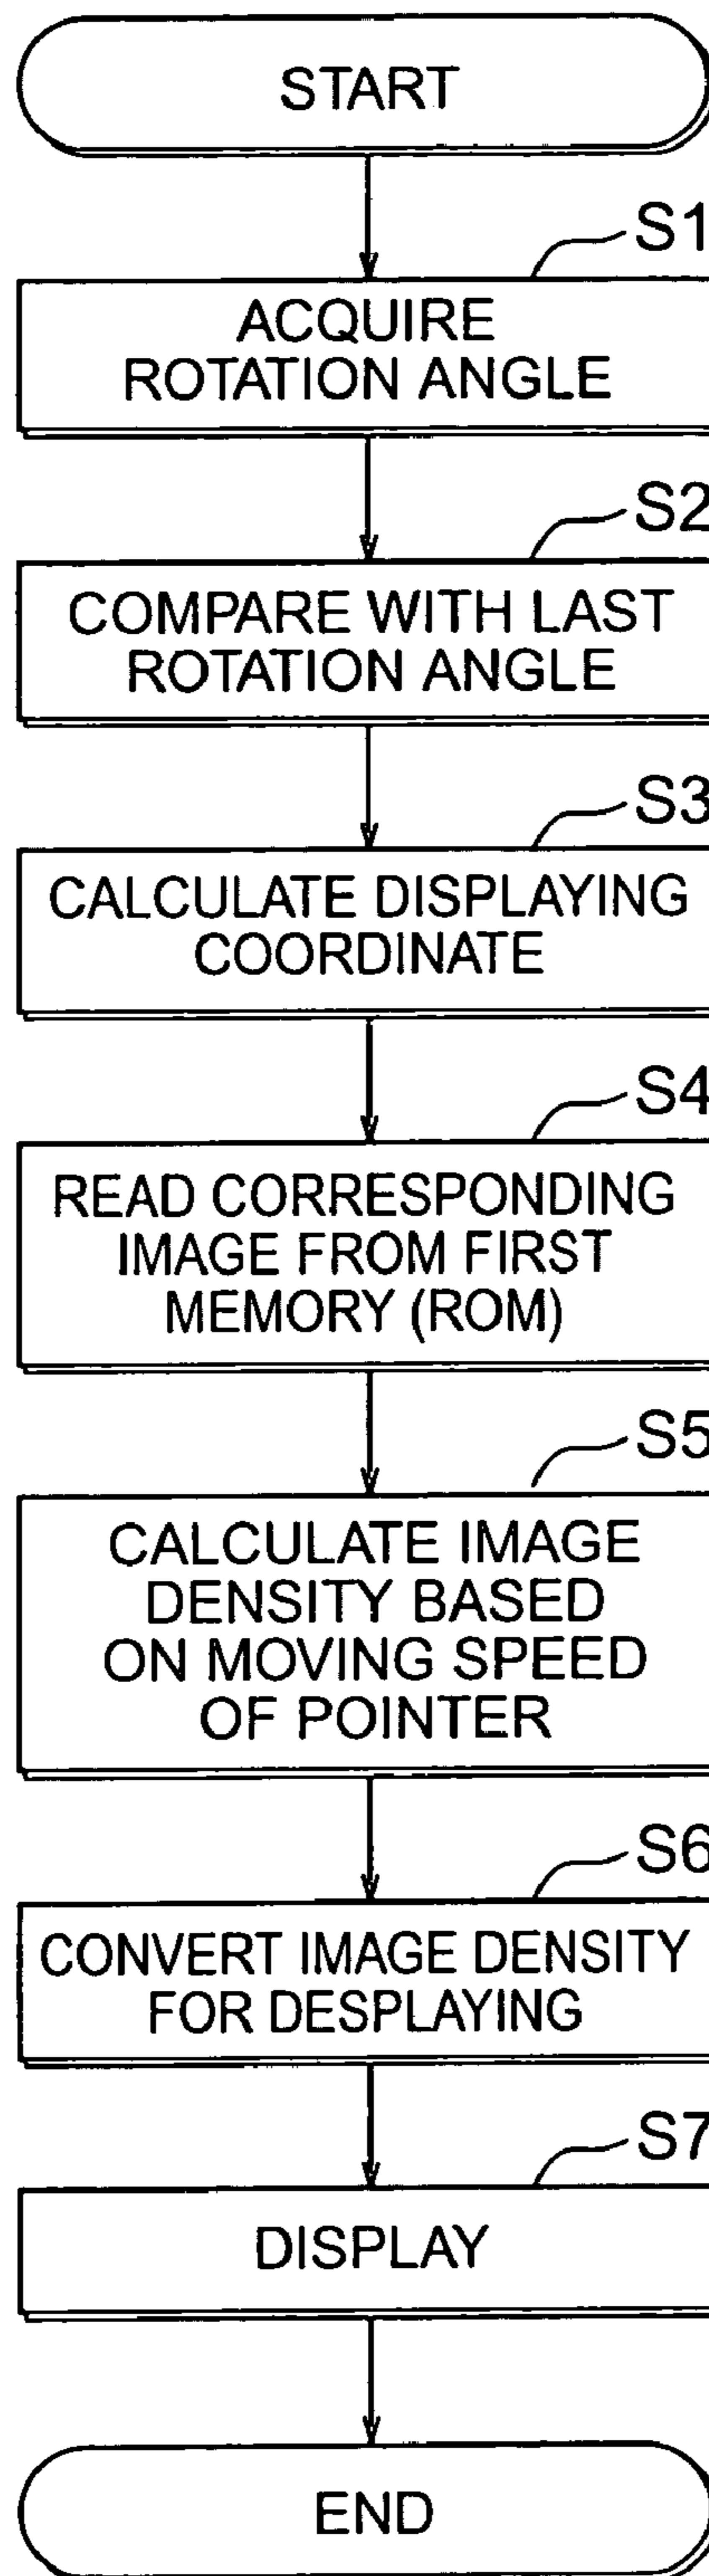 START
S1
ACQUIRE
ROTATION ANGLE
S2
COMPARE WITH LAST
ROTATION ANGLE
S3
CALCULATE DISPLAYING
COORDINATE
S4
READ CORRESPONDING
IMAGE FROM FIRST
MEMORY (ROM)
S5
CALCULATE IMAGE
DENSITY BASED
ON MOVING SPEED
OF POINTER
S6
CONVERT IMAGE DENSITY
FOR DESPLAYING
S7
DISPLAY
END